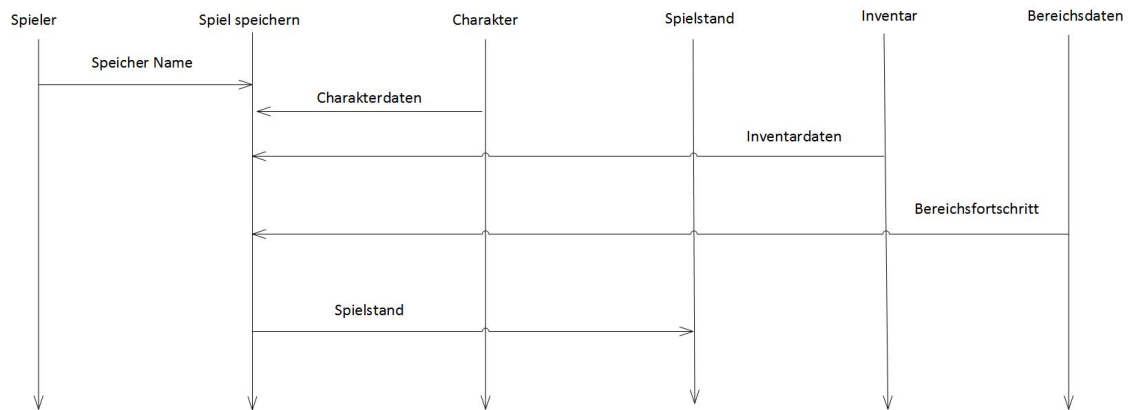 Spieler
Spiel speichern
Charakter
Spielstand
Inventar
Bereichsdaten
Speicher Name
Charakterdaten
Inventardaten
Bereichsfortschritt
Spielstand